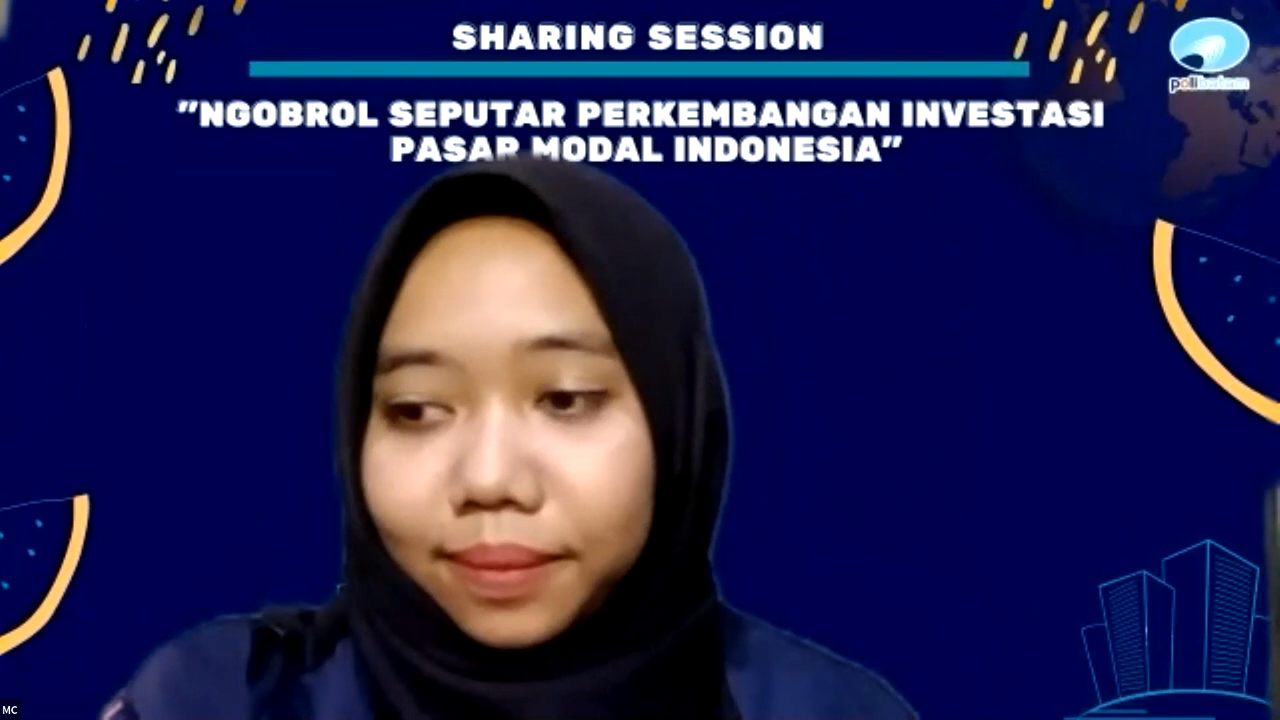 SHARING SESSION
"NGOBROL SEPUTAR PERKEMBANGAN INVESTASI
PASAR MODAL INDONESIA"
polibatam
MC